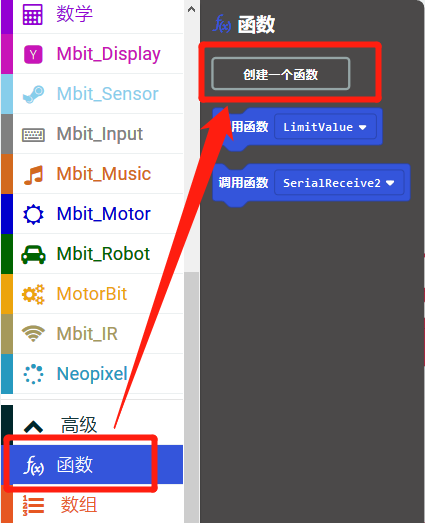 数学
Mbit_Display
Mbit_Sensor
Mbit_Input
Mbit_Music
Mbit_Motor
Mbit_Robot
MotorBit
Mbit_IR
Neopixel
高级
f(x) 函数
数组
f(x) 函数
创建一个函数
用函数 LimitValue
调用函数 SerialReceive2